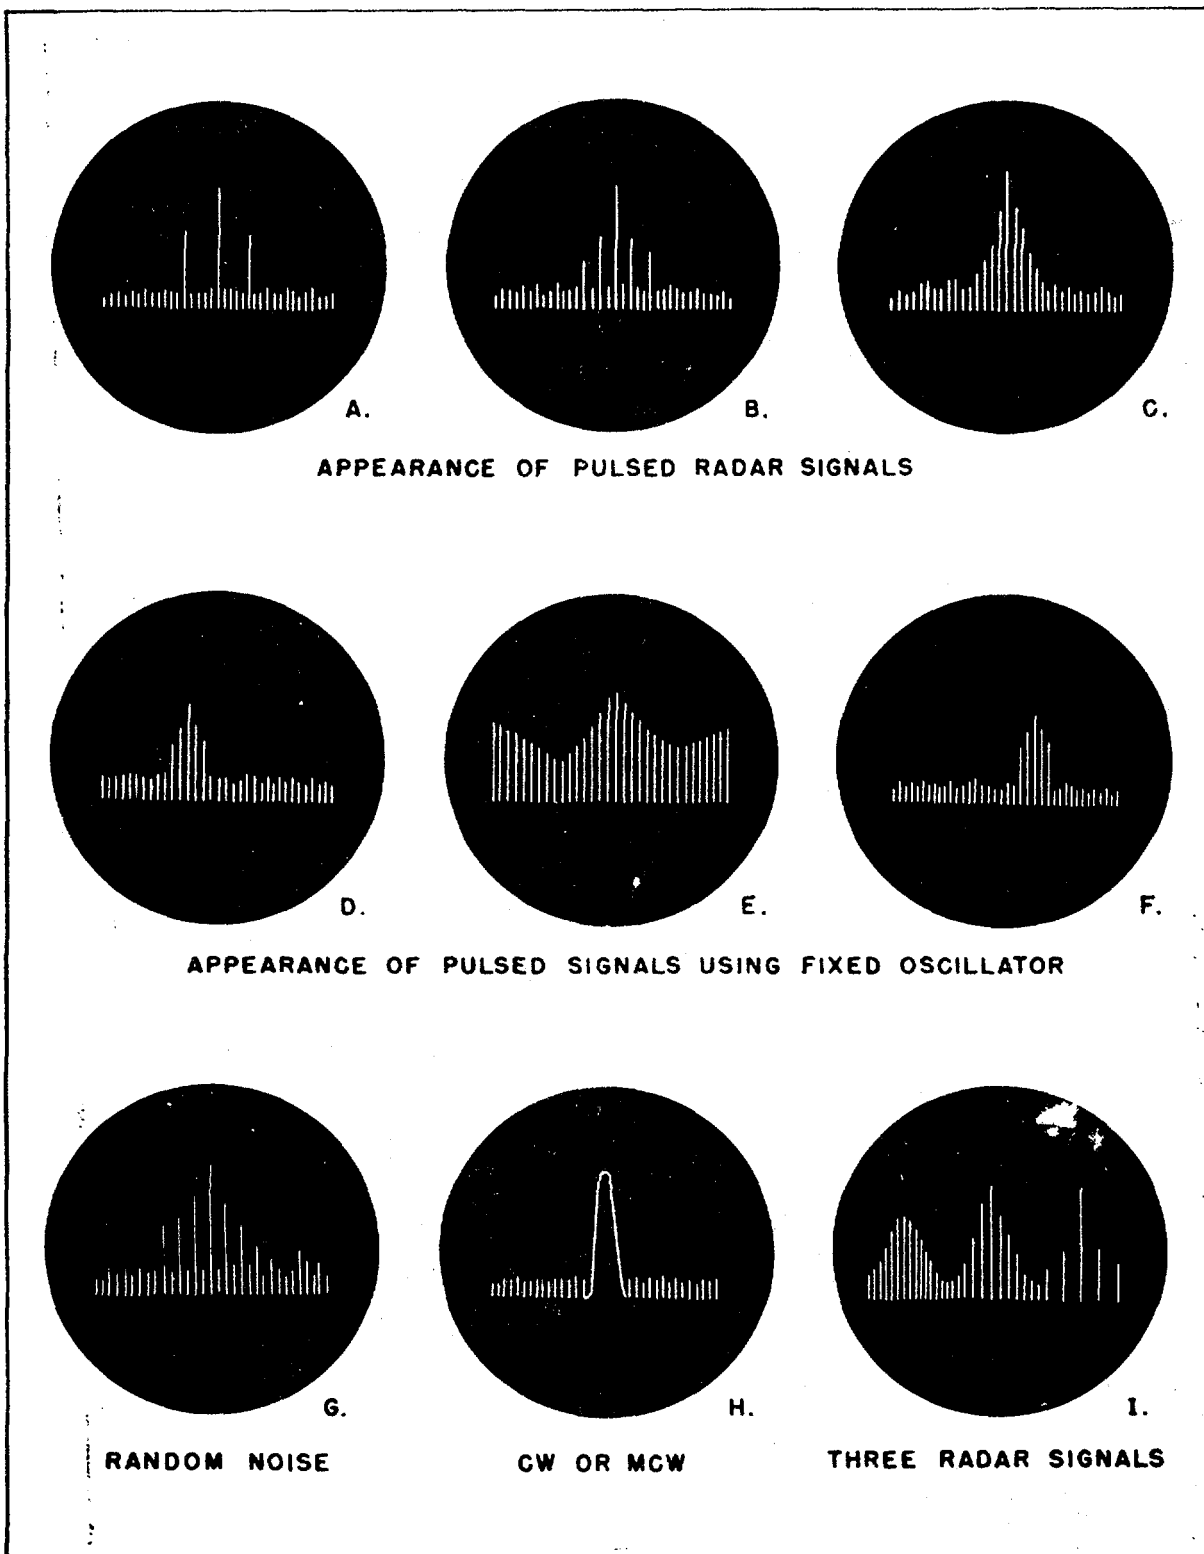 A.
B.
C.
APPEARANCE OF PULSED RADAR SIGNALS
D.
E.
F.
APPEARANCE OF PULSED SIGNALS USING FIXED OSCILLATOR
G.
H.
I.
RANDOM NOISE
CW OR MCW
THREE RADAR SIGNALS